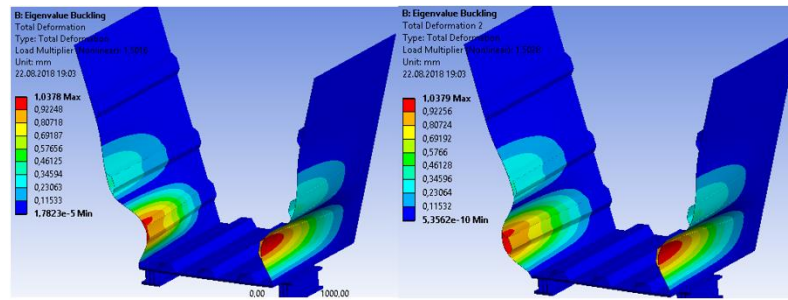 B: Eigenvalue Buckling
Total Deformation
Type: Total Deformation
Load Multiplier
Unit: mm
22.08.2018 19:03
1,0378 Max
0,92248
0,80718
0,69187
0,57656
0,46125
0,34594
0,23063
0,11533
1,7823e-5 Min
0,00
1000,00
B: Eigenvalue Buckling
Total Deformation 2
Type: Total Deformation
Load Multiplier
Unit: mm
22.08.2018 19:03
1,0379 Max
0,92256
0,80724
0,69192
0,5766
0,46128
0,34596
0,23064
0,11532
5,3562e-10 Min